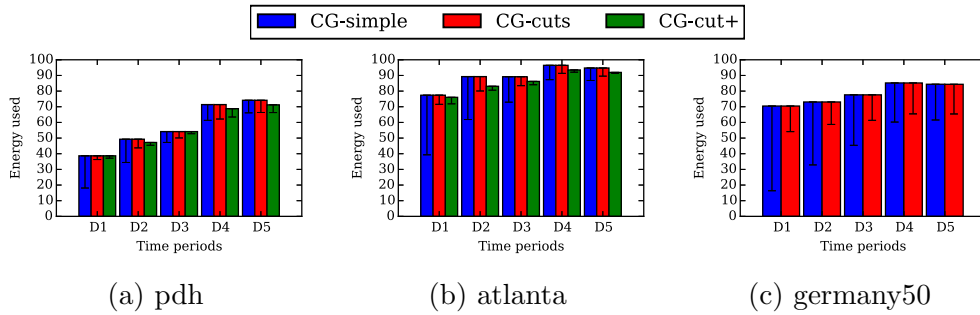 CG-simple CG-cuts CG-cut+
Energy used
100
90
80
70
60
50
40
30
20
10
0
D1 D2 D3 D4 D5
Time periods
(a) pdh
Energy used
100
90
80
70
60
50
40
30
20
10
0
D1 D2 D3 D4 D5
Time periods
(b) atlanta
Energy used
100
90
80
70
60
50
40
30
20
10
0
D1 D2 D3 D4 D5
Time periods
(c) germany50